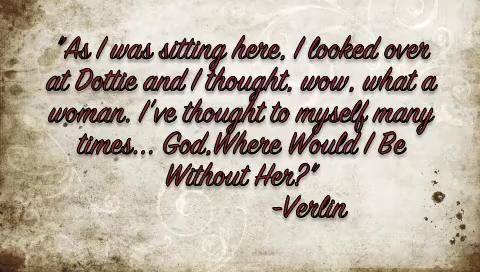 "As I was sitting here, I looked over
at Dottie and I thought, wow, what a
woman. I've thought to myself many
times... God,Where Would I Be
Without Her?"
-Verlin